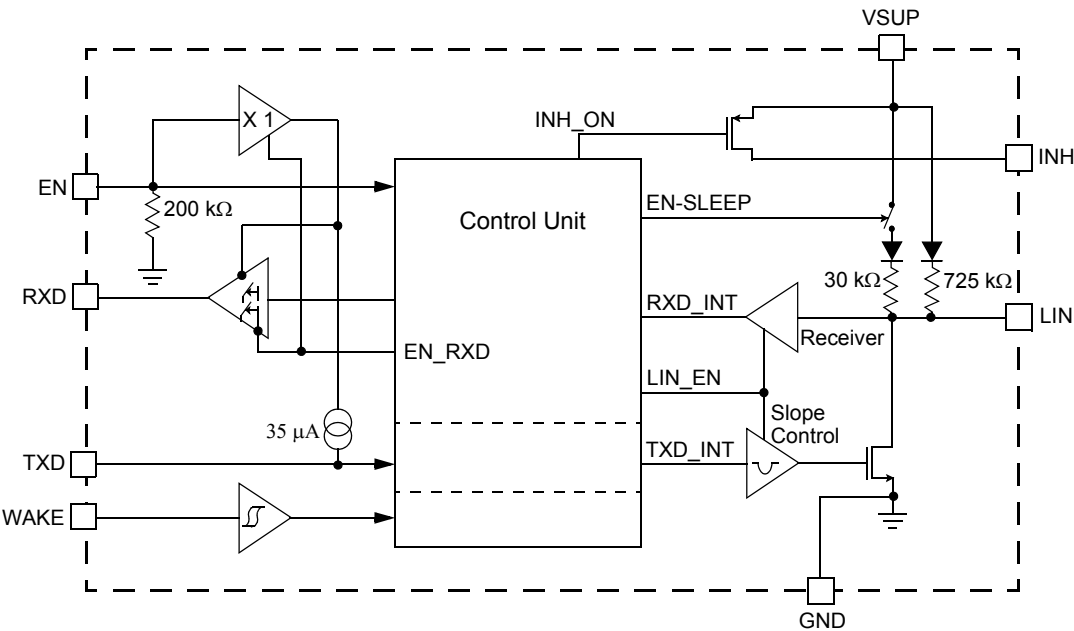 VSUP
X 1
INH_ON
INH
EN
200 kΩ
Control Unit
EN-SLEEP
RXD
30 kΩ
725 kΩ
RXD_INT
LIN
Receiver
EN_RXD
LIN_EN
35 µA
Slope
Control
TXD
TXD_INT
WAKE
GND